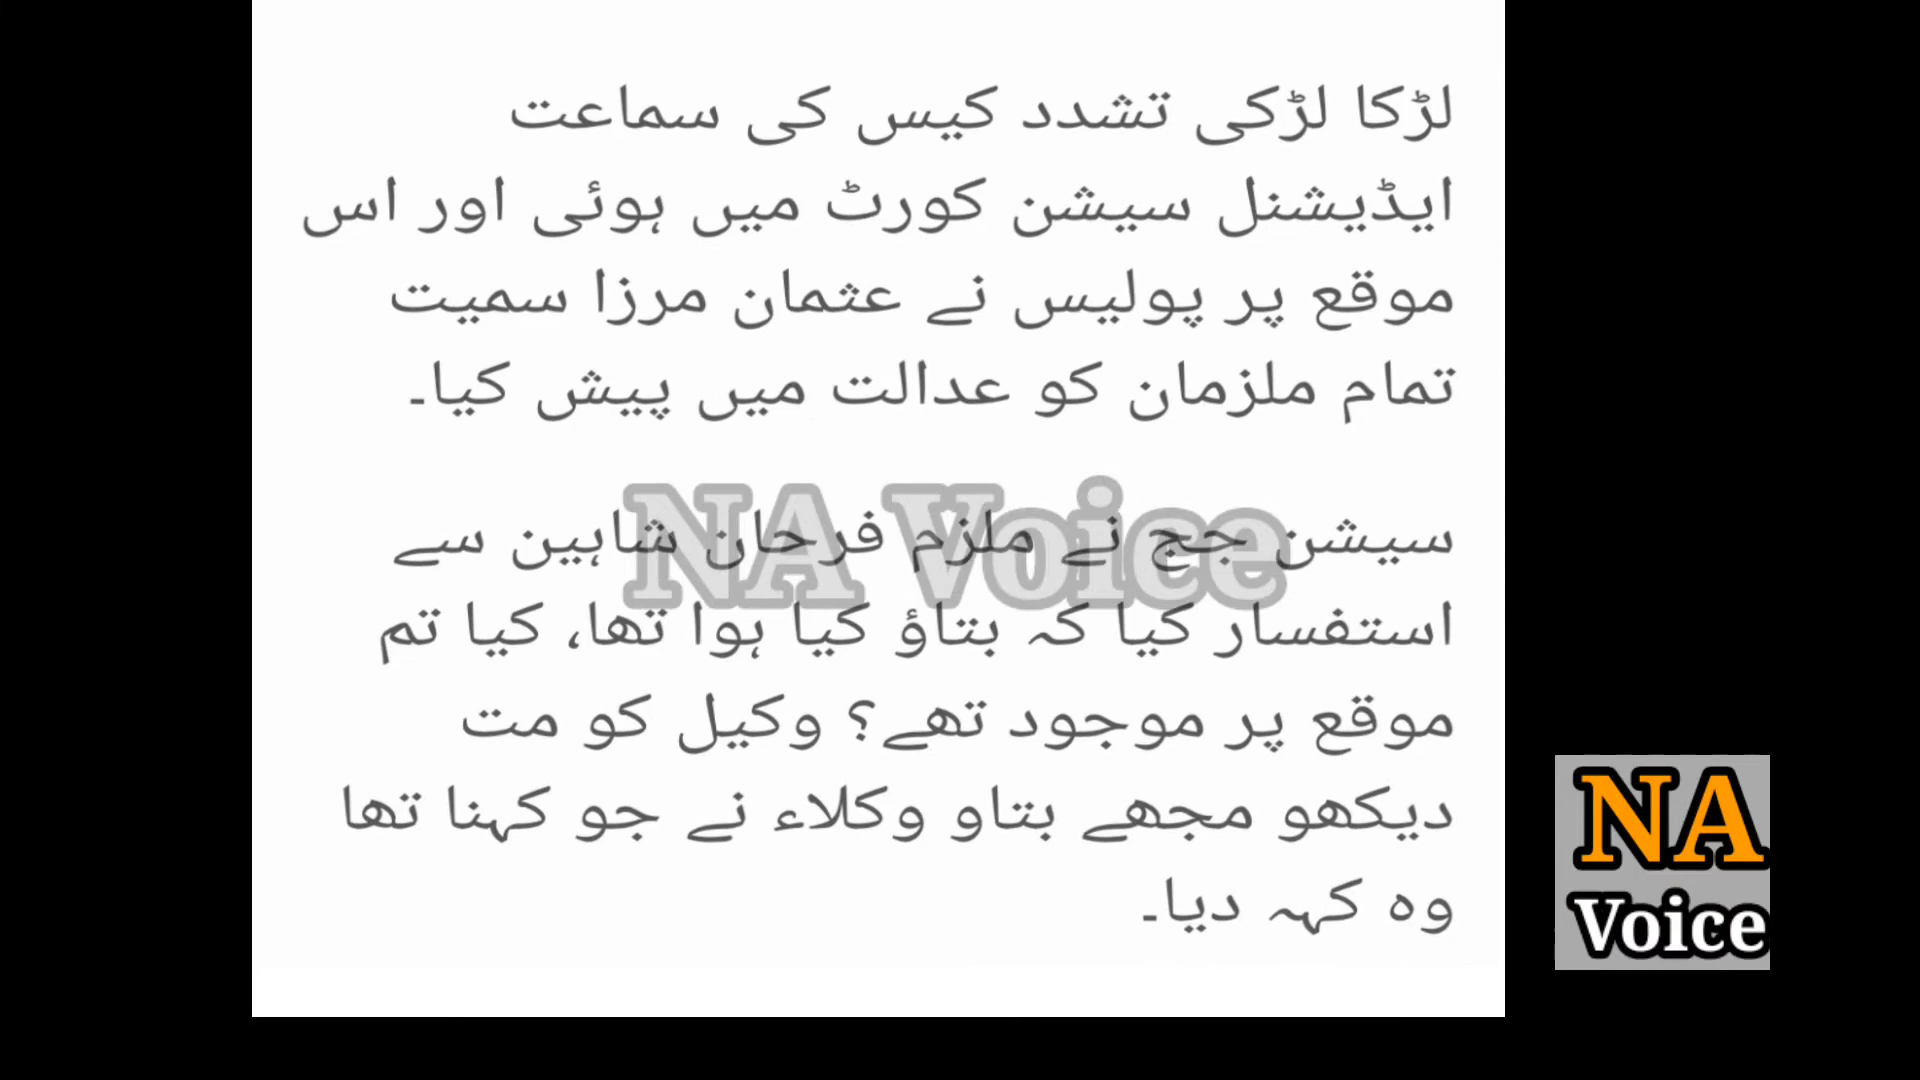 لڑکا لڑکی تشدد کیس کی سماعت
ایڈیشنل سیشن کورٹ میں ہوئی اور اس
موقع پر پولیس نے عثمان مرزا سمیت
تمام ملزمان کو عدالت میں پیش کیا۔
سیشن جج نے ملزم فرحان شاہین سے
استفسار کیا کہ بتاؤ کیا ہوا تھا، کیا تم
موقع پر موجود تھے؟ وکیل کو مت
دیکھو مجھے بتاو وکلاء نے جو کہنا تھا
وہ کہہ دیا۔
NA Voice
NA
Voice